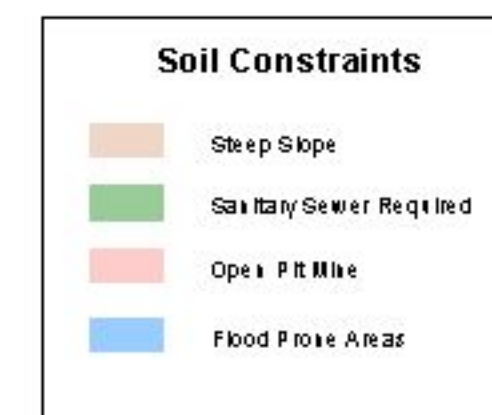 Soil Constraints
Steep Slope
Sanitary Sewer Required
Open Pit Mine
Flood Prone Areas